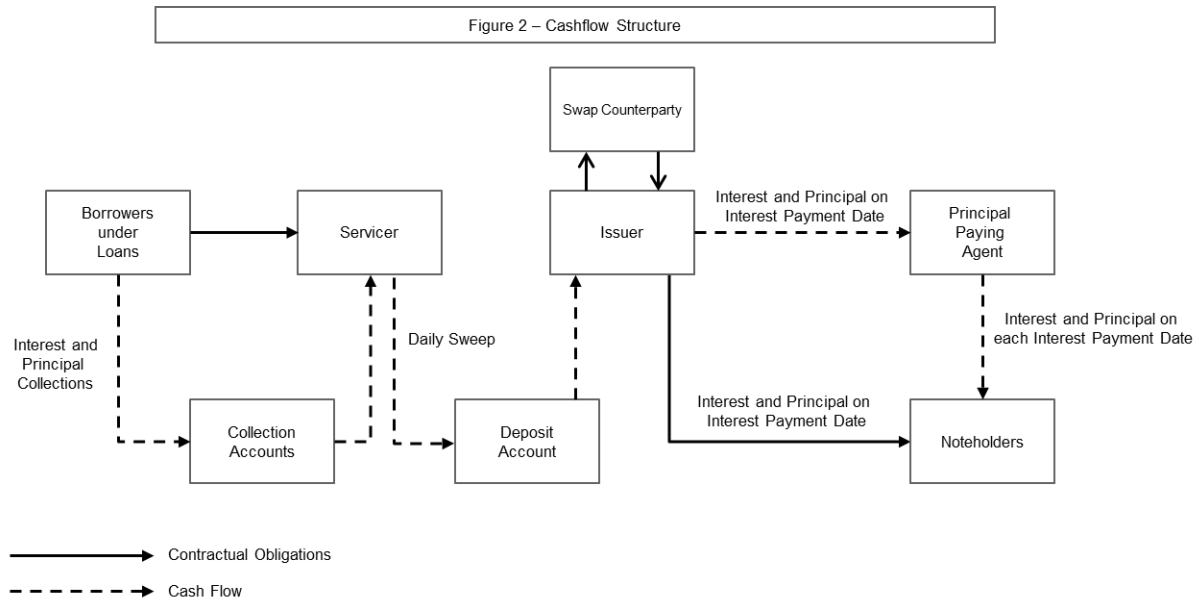 Figure 2 – Cashflow Structure
Swap Counterparty
Borrowers
under
Loans
Servicer
Issuer
Interest and Principal on
Interest Payment Date
Principal
Paying
Agent
Interest and
Principal
Collections
Daily Sweep
Interest and Principal on
each Interest Payment Date
Collection
Accounts
Deposit
Account
Interest and Principal on
Interest Payment Date
Noteholders
Contractual Obligations
Cash Flow